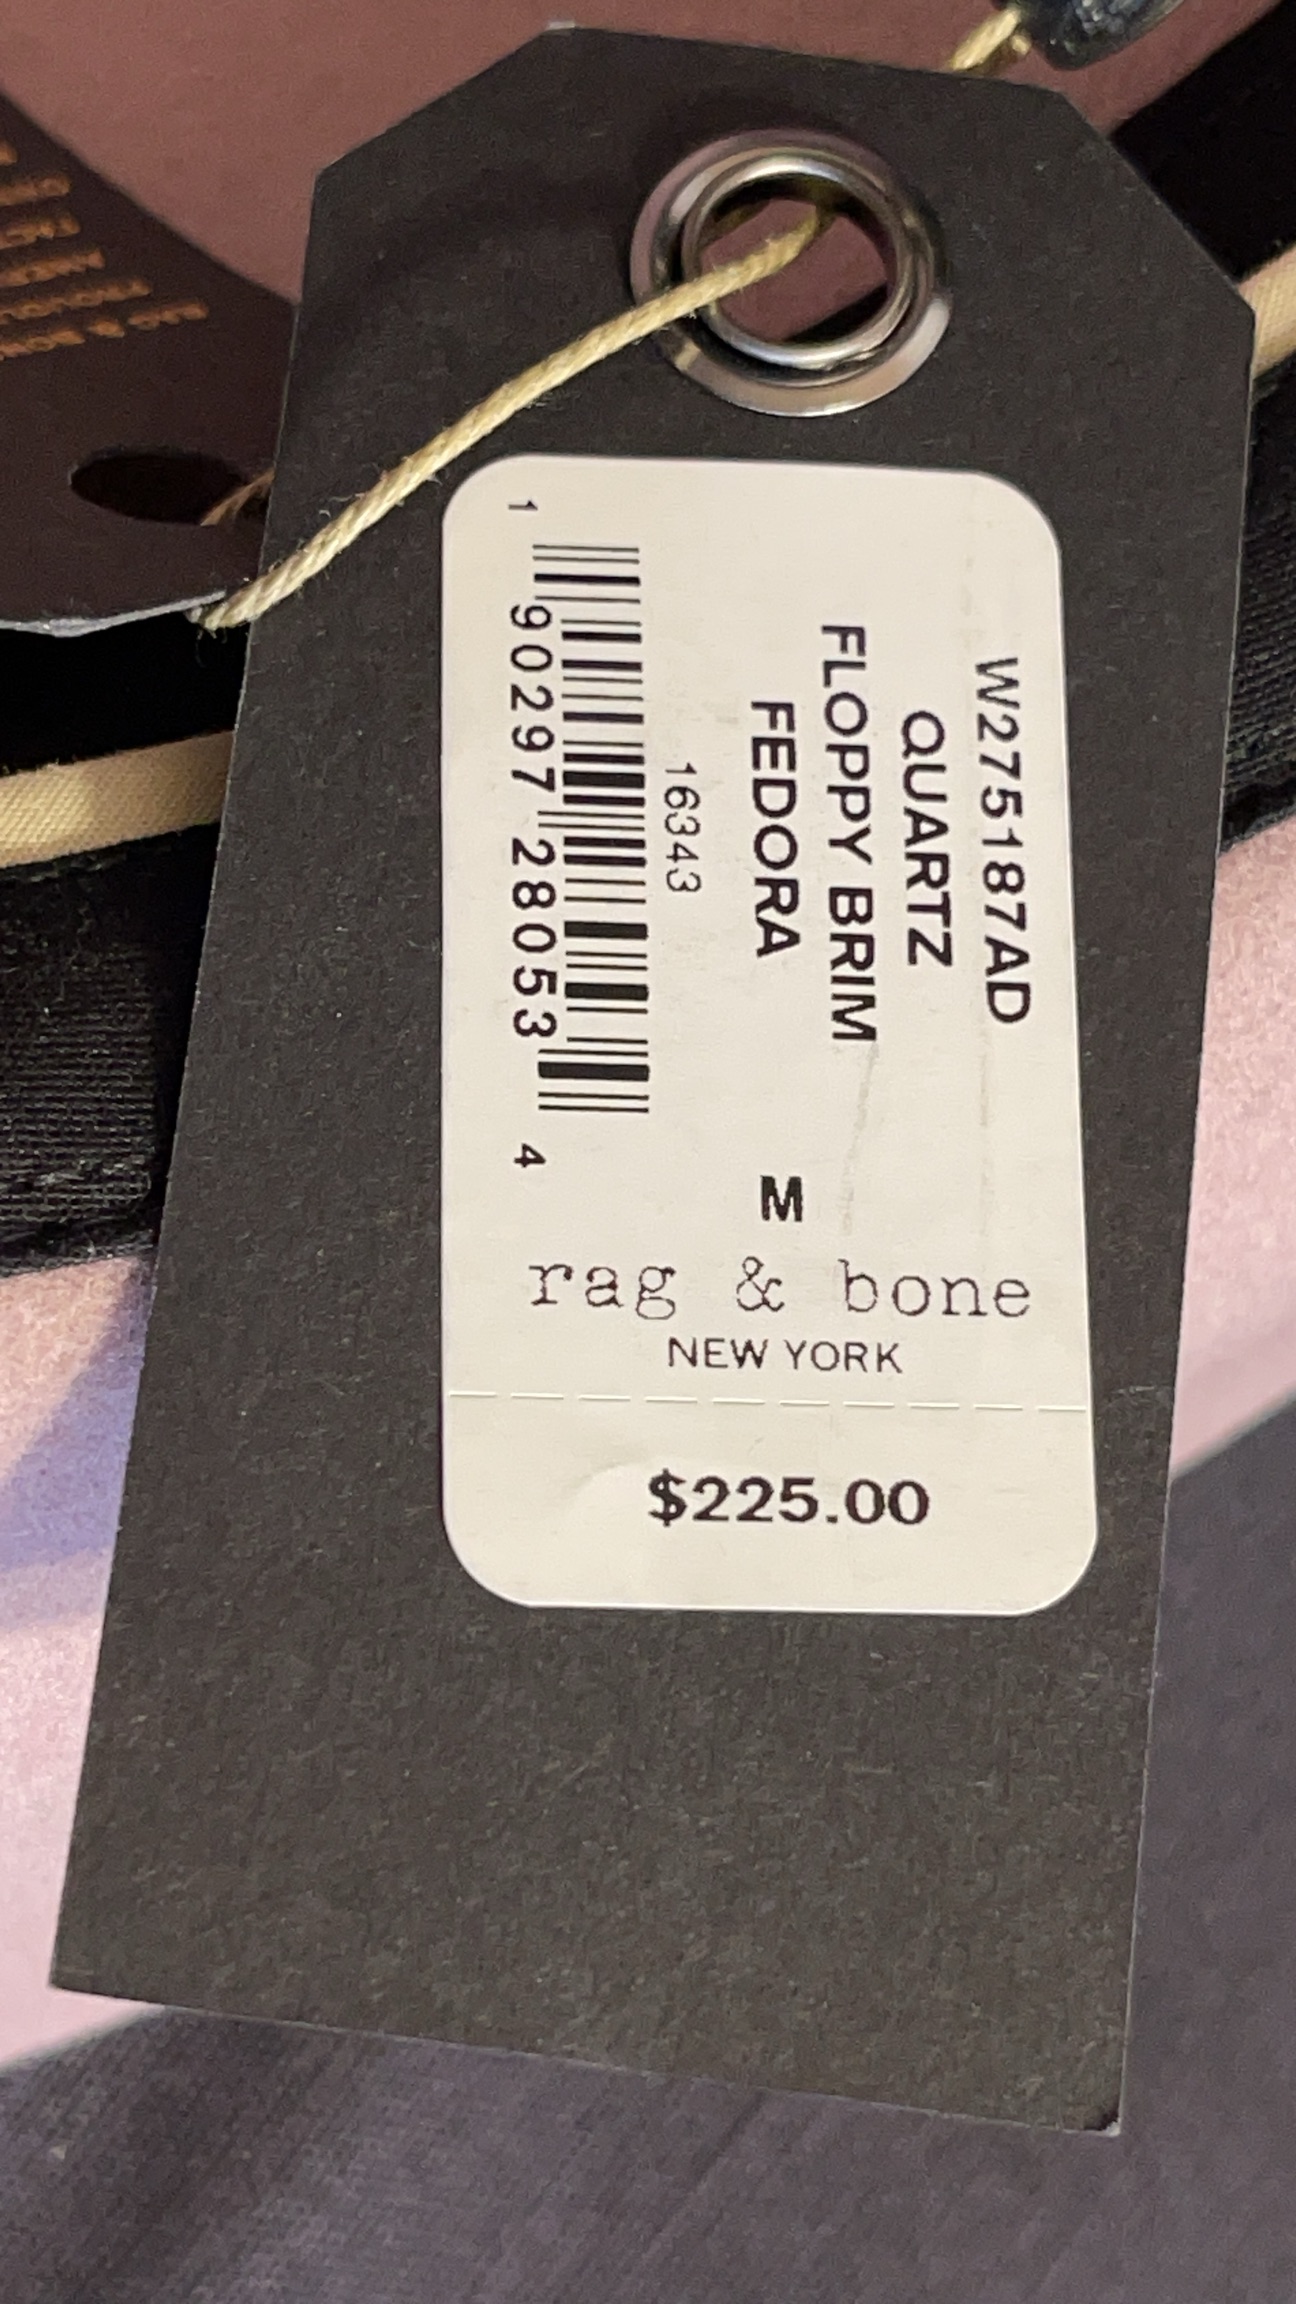 W275187AD
QUARTZ
FLOPPY BRIM
FEDORA
16343
1 90297 28053 4
M
rag & bone
NEW YORK
$225.00